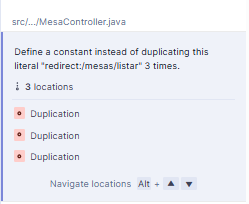 src/.../MesaController.java
Define a constant instead of duplicating this
literal "redirect:/mesas/listar" 3 times.
3 locations
Duplication
Duplication
Duplication
Navigate locations Alt + ▲ ▼